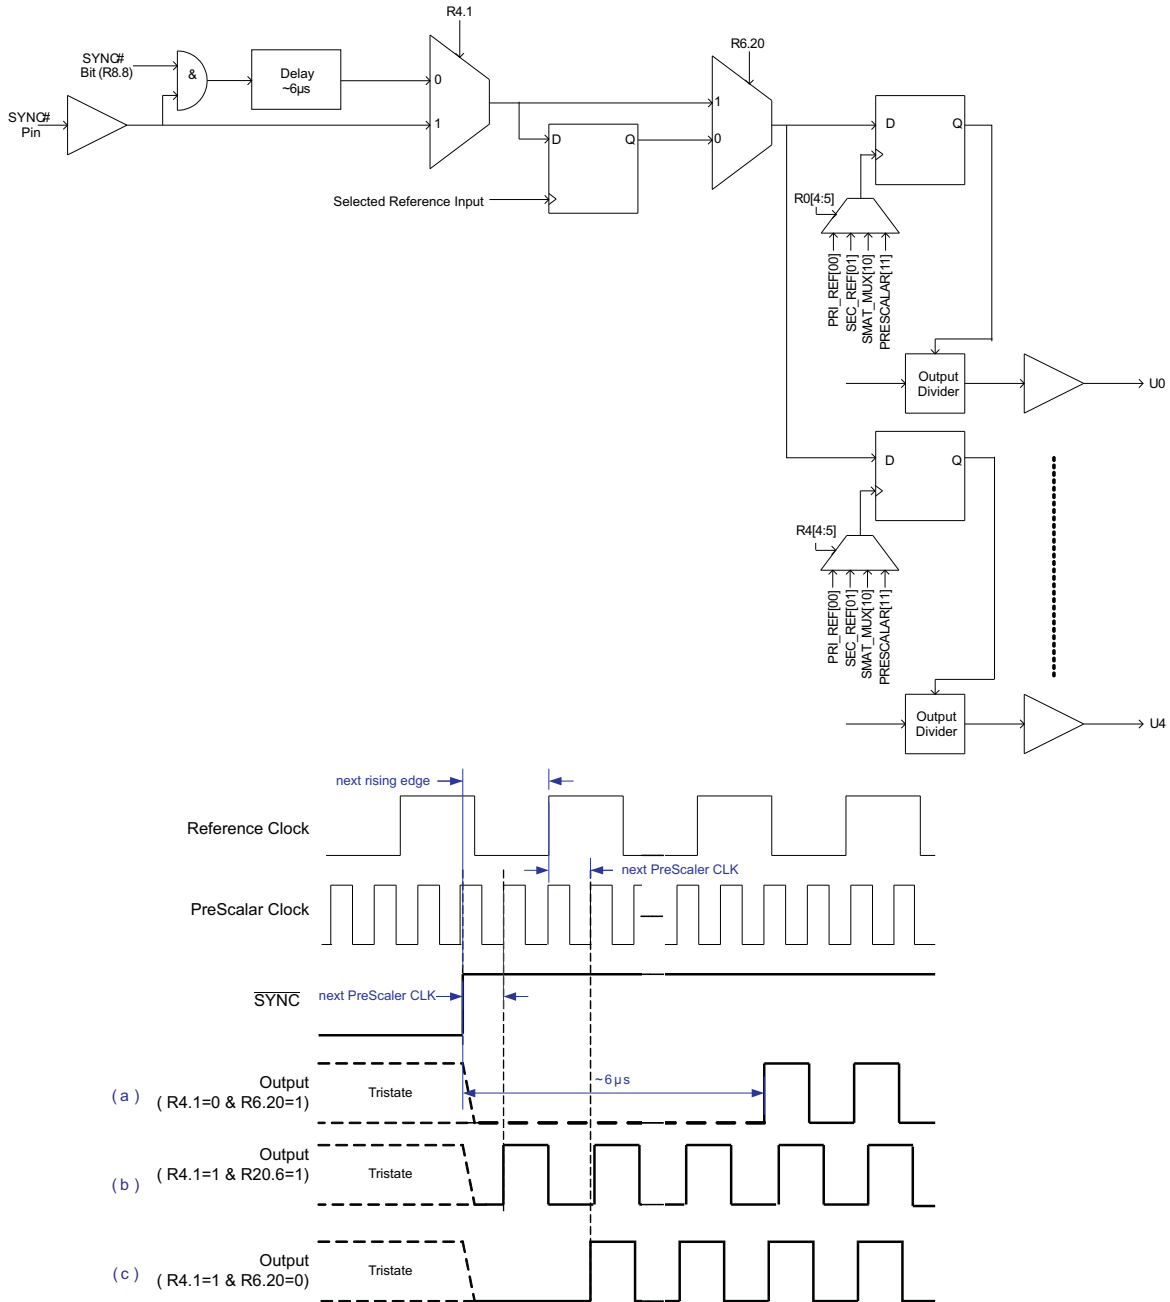 R4.1
R6.20
SYNC#
Bit (R8.8)
&
Delay
~6µs
0
1
SYNC#
Pin
1
0
D
Q
Selected Reference Input
D
Q
R0[4:5]
PRI_REF[00]
SEC_REF[01]
SMAT_MUX[10]
PRESCALAR[11]
Output
Divider
U0
D
Q
R4[4:5]
PRI_REF[00]
SEC_REF[01]
SMAT_MUX[10]
PRESCALAR[11]
Output
Divider
U4
next rising edge
Reference Clock
next PreScaler CLK
PreScalar Clock
SYNC
next PreScaler CLK
(a)
Output
( R4.1=0 & R6.20=1)
Tristate
~6µs
(b)
Output
( R4.1=1 & R20.6=1)
Tristate
(c)
Output
( R4.1=1 & R6.20=0)
Tristate